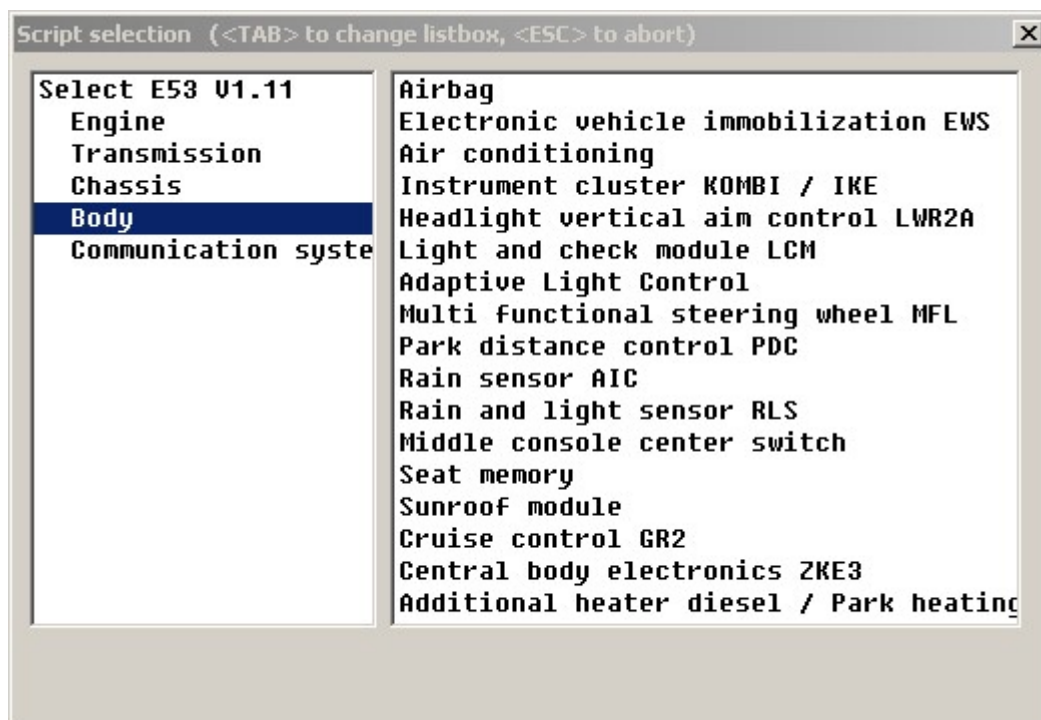 Script selection (<TAB> to change listbox, <ESC> to abort)
Select E53 V1.11
Engine
Transmission
Chassis
Body
Communication syste
Airbag
Electronic vehicle immobilization EWS
Air conditioning
Instrument cluster KOMBI / IKE
Headlight vertical aim control LWR2A
Light and check module LCM
Adaptive Light Control
Multi functional steering wheel MFL
Park distance control PDC
Rain sensor AIC
Rain and light sensor RLS
Middle console center switch
Seat memory
Sunroof module
Cruise control GR2
Central body electronics ZKE3
Additional heater diesel / Park heating